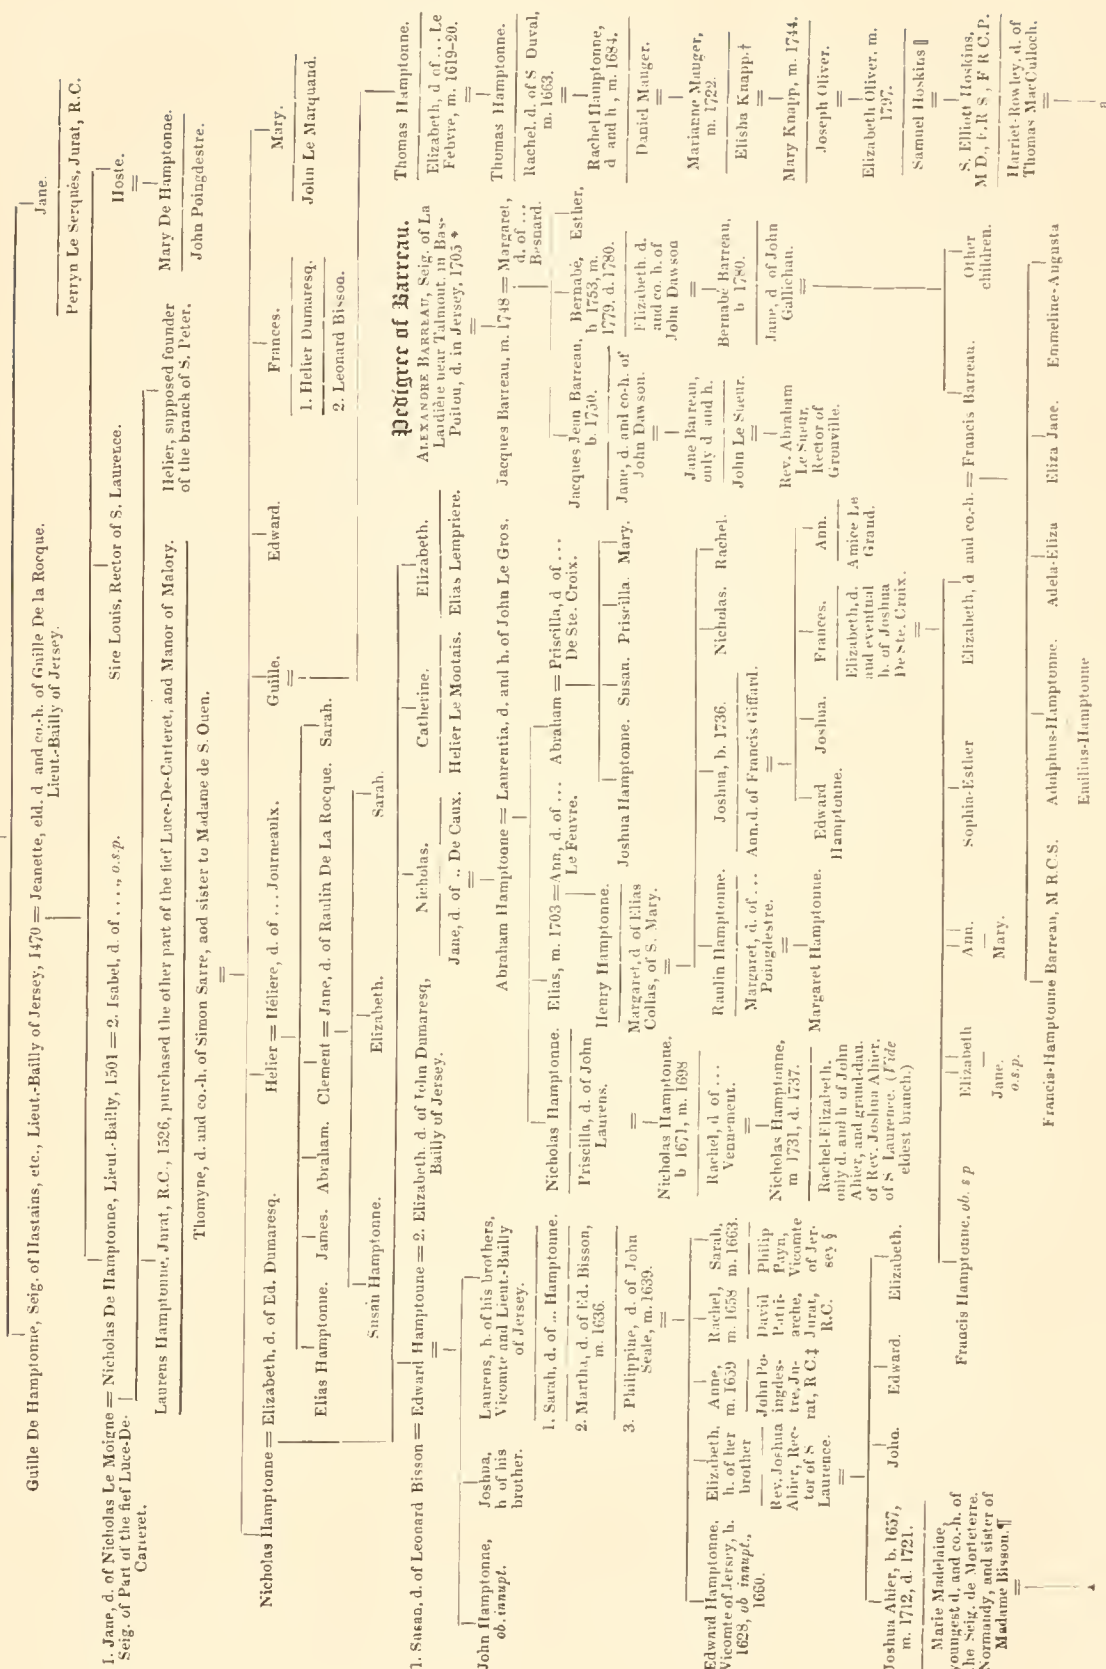 Guille De Hamptonne, Seig. of Hastains, etc., Lieut.-Bailly of Jersey, 1470 = Jeanette, eld. d and co.-h. of Guille De la Rocque.
Lieut.-Bailly of Jersey.
Jane.
Perryn Le Serqués, Jurat, R.C.
1. Jane, d. of Nicholas Le Moigne = Nicholas De Hamptonne, Lieut.-Bailly, 1501 = 2. Isabel, d. of ...., o.s.p.
Seig. of Part of the fief Luce-De-
Carteret.
Sire Louis, Rector of S. Laurence.
Hoste.
Laurens Hamptonne, Jurat, R.C., 1526, purchased the other part of the fief Luce-De-Carteret, and Manor of Malory.
Thomyne, d. and co.-h. of Simon Sarre, and sister to Madame de S. Ouen.
Helier, supposed founder
of the branch of S. Peter.
Mary De Hamptonne.
John Poingdestre.
Nicholas Hamptonne = Elizabeth, d. of Ed. Dumaresq.
Helier = Héliere, d. of ... Journeaulx.
Guille.
Edward.
Frances.
1. Helier Dumaresq.
2. Leonard Bisson.
Mary.
John Le Marquand.
Elias Hamptonne. James. Abraham. Clement = Jane, d. of Raulin De La Rocque. Sarah.
Susan Hamptonne. Elizabeth. Sarah.
1. Susan, d. of Leonard Bisson = Edward Hamptoune = 2. Elizabeth, d. of John Dumaresq,
Bailly of Jersey.
Nicholas.
Jane, d. of .. De Caux.
Catherine.
Helier Le Mootais.
Elizabeth.
Elias Lempriere.
John Hamptonne,
ob. innupt.
Joshua,
h of his
brother.
Laurens, h. of his brothers,
Vicomte and Lieut.-Bailly
of Jersey.
1. Sarah, d. of ... Hamptonne.
2. Martha, d. of Ed. Bisson,
m. 1636.
3. Philippine, d. of John
Seale, m. 1639.
Abraham Hamptoone = Laurentia, d. and h. of John Le Gros.
Nicholas Hamptonne.
Priscilla, d. of John
Laurens.
Elias, m. 1703 = Ann, d. of ...
Le Feuvre.
Abraham = Priscilla, d of ...
De Ste. Croix.
Henry Hamptonne.
Margaret, d of Elias
Collas, of S. Mary.
Joshua Hamptonne. Susan. Priscilla. Mary.
Nicholas Hamptonne.
b 1671, m. 1698
Rachel, d of ....
Vennement.
Nicholas Hamptonne,
m 1731, d. 1737.
Rachel-Elizabeth,
only d. and h of John
Ahier, and grand-dau.
of Rev. Joshua Ahier,
of S Laurence. (Vide
eldest branch.)
Raulin Hamptonne.
Margaret, d. of ...
Poingdestre.
Margaret Hamptonne.
Joshua, b. 1736.
Ann, d. of Francis Giffard.
Nicholas. Rachel.
Edward
Hamptonne.
Joshua.
Frances.
Ann.
Elizabeth, d.
and eventual
h. of Joshua
De Ste. Croix.
Amice Le
Graud.
Edward Hamptonne,
Vicomte of Jersey, b.
1628, ob innupt.,
1660.
Elizabeth,
h. of her
brother
Rev. Joshua
Ahier, Rec-
tor of S
Laurence.
Anne,
m. 1659
John Po-
ingdes-
tre, Ju-
rat, R C.‡
Rachel,
m. 1658
David
Patri-
arche,
Jurat,
R.C.
Sarah,
m. 1663.
Philip
Payn,
Vicomte
of Jer-
sey §
Joshua Ahier, b. 1657,
m. 1712, d. 1721.
John. Edward. Elizabeth.
Marie Madelaine,
youngest d. and co.-h. of
the Seig. de Morteterre.
Normandy, and sister of
Madame Bisson.¶
Francis Hamptonne, ob. s p
Elizabeth
Jane.
o.s.p.
Ann.
Mary.
Sophia-Esther
Elizabeth, d and co.-h. = Francis Barreau.
Other
children.
Francis-Hamptoune Barreau, M R.C.S. Adolphus-Hamptonne. Adela-Eliza Eliza Jane. Emmeline-Augusta
Emilius-Hamptoune
Pedigree of Barreau.
ALEXANDRE BARREAU, Seig. of La
Laidière near Talmont, in Bas-
Poitou, d. in Jersey, 1705 *
Jacques Barreau, m. 1748 = Margaret,
d. of ...
Besnard.
Jacques Jean Barreau,
b. 1750.
Jane, d. and co-h. of
John Dawson.
Bernabé,
b 1753, m.
1779, d. 1780.
Esther,
Elizabeth, d.
and co. h. of
John Dawson
Jane Barreau,
only d and h.
John Le Sueur.
Rev. Abraham
Le Sueur,
Rector of
Grouville.
Bernabé Barreau,
b 1780.
Jane, d of John
Gallichan.
Thomas Hamptonne.
Elizabeth, d of ... Le
Febvre, m. 1619-20.
Thomas Hamptonne.
Rachel, d. of S Duval,
m. 1663.
Rachel Hamptonne,
d and h, m. 1684.
Daniel Mauger.
Marianne Mauger,
m. 1722.
Elisha Knapp.†
Mary Knapp, m. 1744.
Joseph Oliver.
Elizabeth Oliver, m.
1797.
Samuel Hoskins
S. Elliott Hoskins,
M D., F.R S, F R C.P.
Harriet-Rowley, d. of
Thomas MacCulloch.